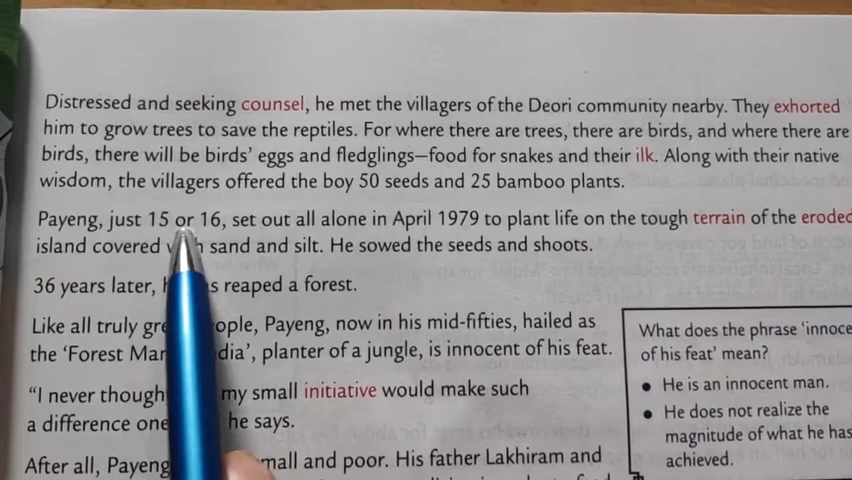 Distressed and seeking counsel, he met the villagers of the Deori community nearby. They exhorted
him to grow trees to save the reptiles. For where there are trees, there are birds, and where there are
birds, there will be birds' eggs and fledglings—food for snakes and their ilk. Along with their native
wisdom, the villagers offered the boy 50 seeds and 25 bamboo plants.
Payeng, just 15 or 16, set out all alone in April 1979 to plant life on the tough terrain of the eroded
island covered sand and silt. He sowed the seeds and shoots.
36 years later, reaped a forest.
Like all truly Payeng, now in his mid-fifties, hailed as
the 'Forest planter of a jungle, is innocent of his feat.
"I never my small initiative would make such
a difference he says.
After all, Payeng and poor. His father Lakhiram and
What does the phrase
of his feat' mean?
• He is an innocent man.
• He does not realize the
magnitude of what he has
achieved.